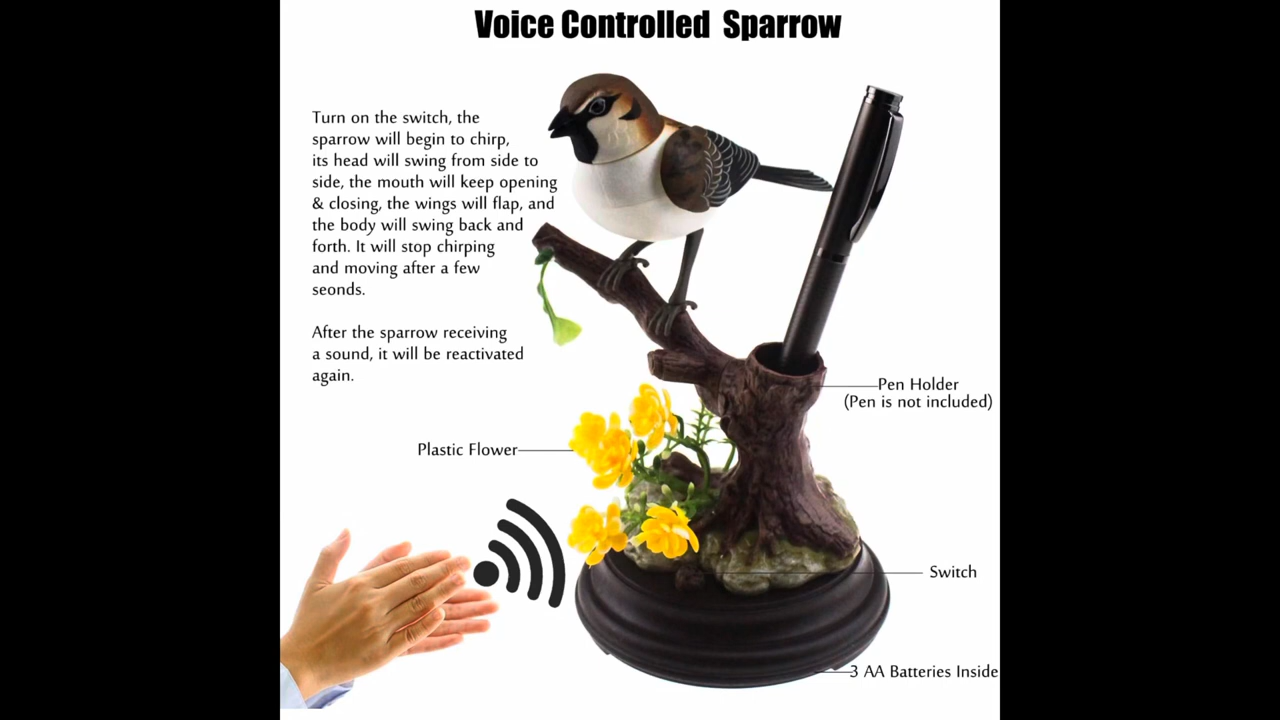 Voice Controlled Sparrow
Turn on the switch, the
sparrow will begin to chirp,
its head will swing from side to
side, the mouth will keep opening
& closing, the wings will flap, and
the body will swing back and
forth. It will stop chirping
and moving after a few
seonds.
After the sparrow receiving
a sound, it will be reactivated
again.
Pen Holder
(Pen is not included)
Plastic Flower
Switch
3 AA Batteries Inside